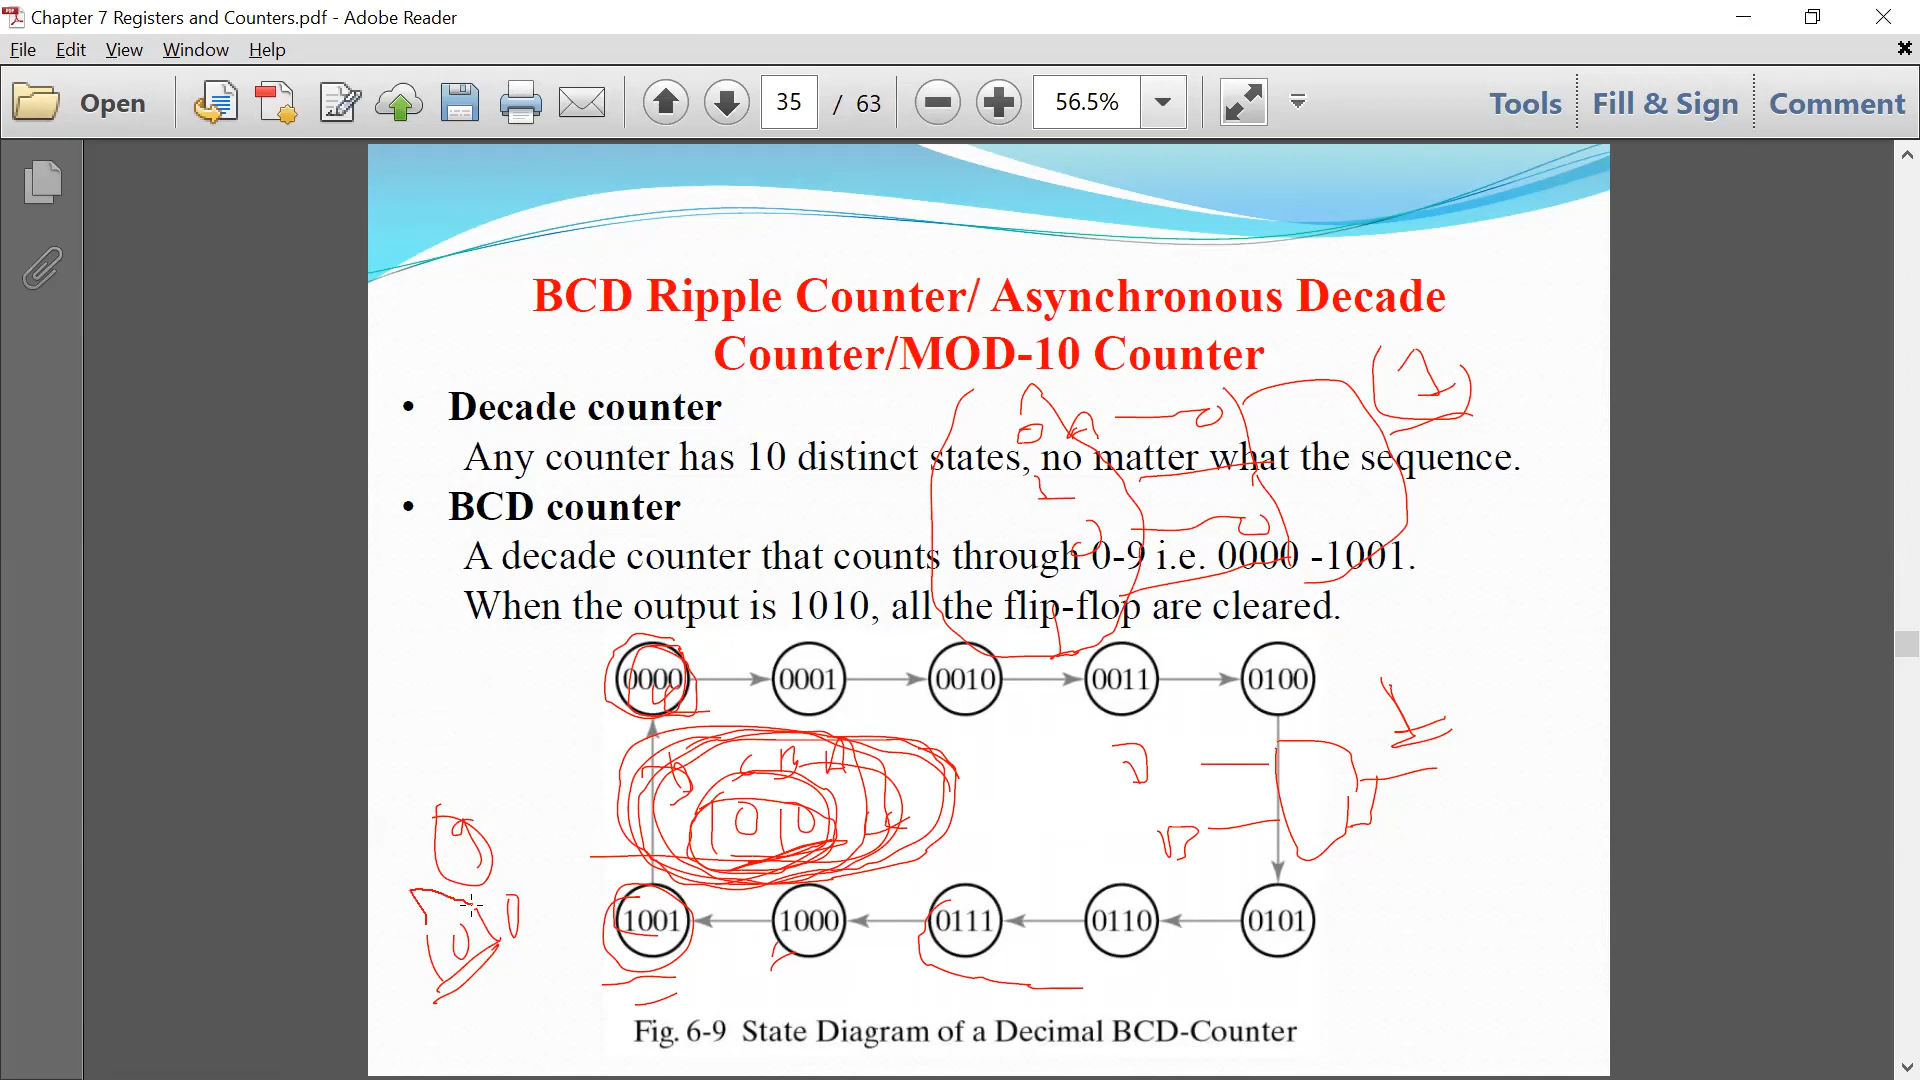 Chapter 7 Registers and Counters.pdf - Adobe Reader
File Edit View Window Help
Open 35 / 63 56.5% Tools Fill & Sign Comment
BCD Ripple Counter/ Asynchronous Decade
Counter/MOD-10 Counter
• Decade counter
Any counter has 10 distinct states, no matter what the sequence.
• BCD counter
A decade counter that counts through 0-9 i.e. 0000 -1001.
When the output is 1010, all the flip-flop are cleared.
0000 0001 0010 0011 0100
1001 1000 0111 0110 0101
Fig. 6-9 State Diagram of a Decimal BCD-Counter